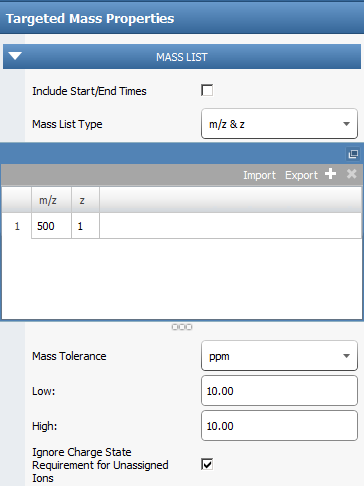 Targeted Mass Properties
MASS LIST
Include Start/End Times
Mass List Type m/z & z
Import Export
m/z z
1 500 1
Mass Tolerance ppm
Low: 10.00
High: 10.00
Ignore Charge State
Requirement for Unassigned
Ions